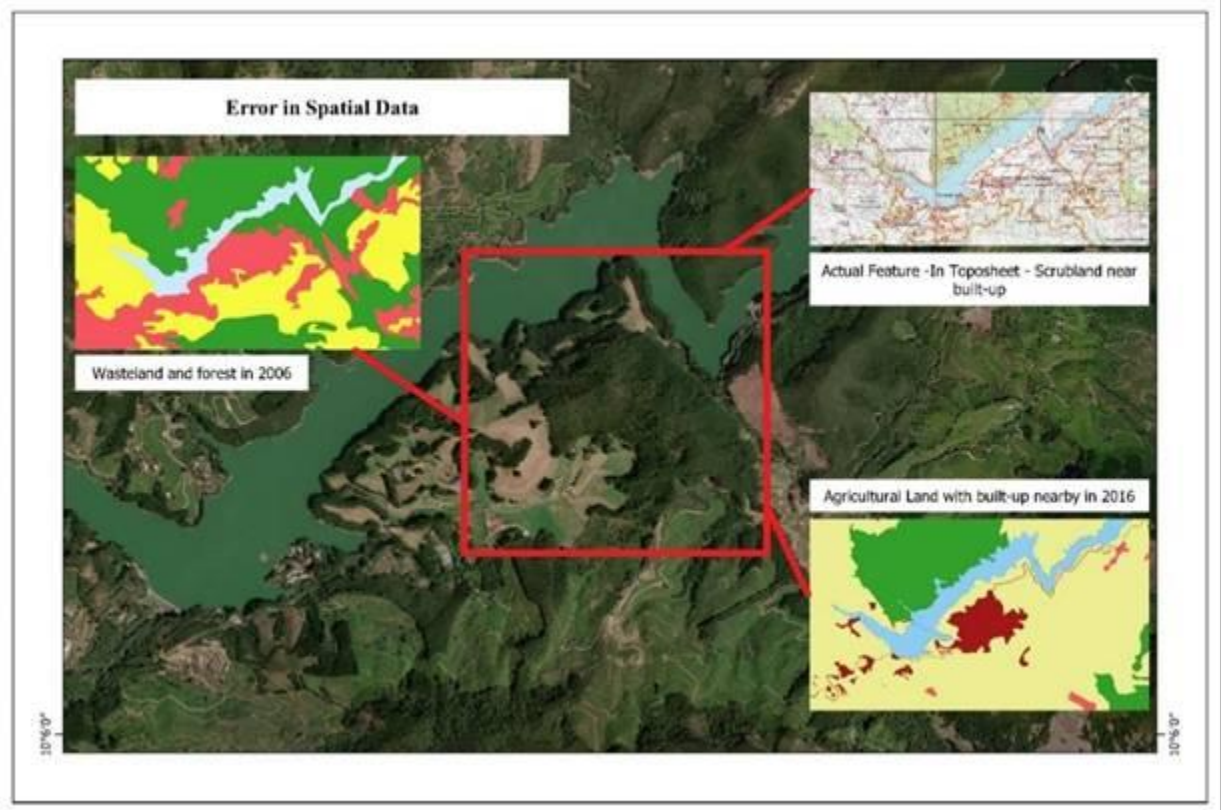 Error in Spatial Data
Actual Feature -In Toposheet - Scrubland near
built-up
Wasteland and forest in 2006
Agricultural Land with built-up nearby in 2016
10°6'0"
10°6'0"